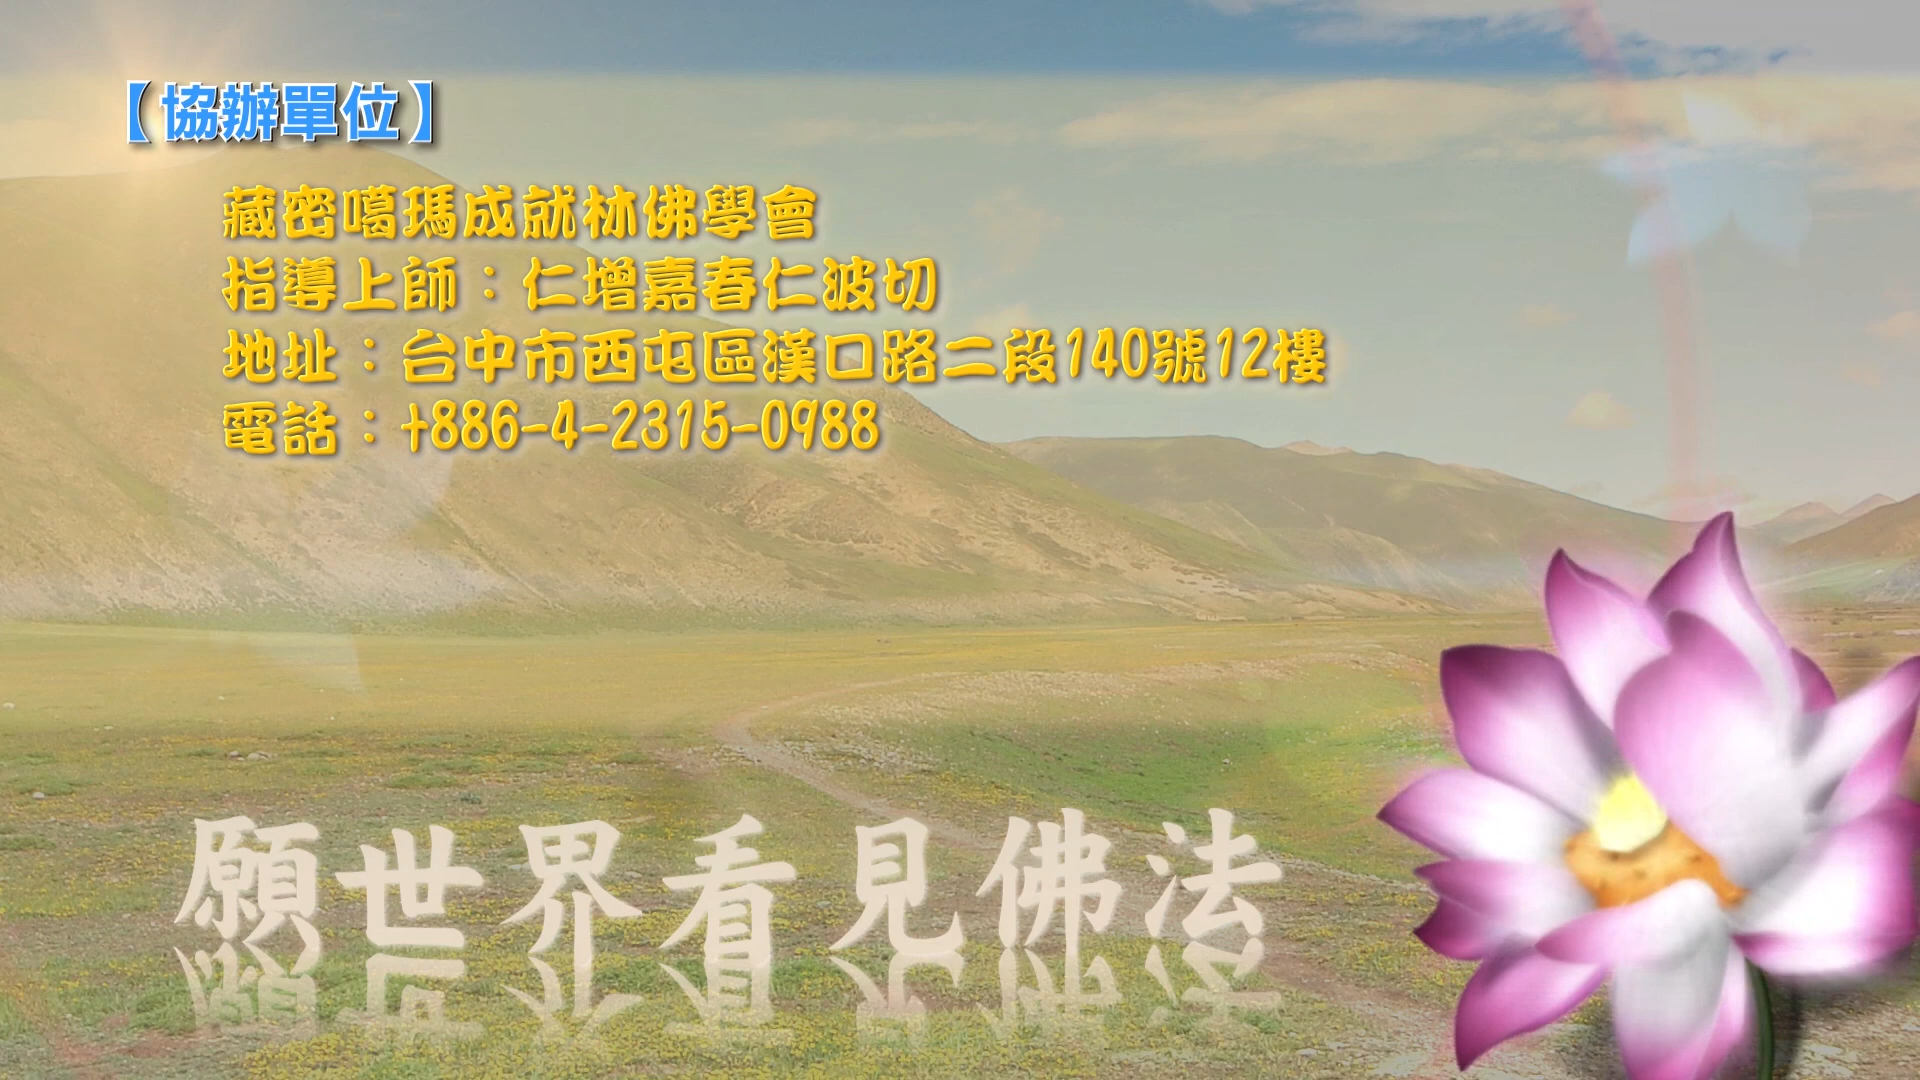 【協辦單位】
藏密噶瑪成就林佛學會
指導上師：仁增嘉春仁波切
地址：台中市西屯區漢口路二段140號12樓
電話：+886-4-2315-0988
願世界看見佛法